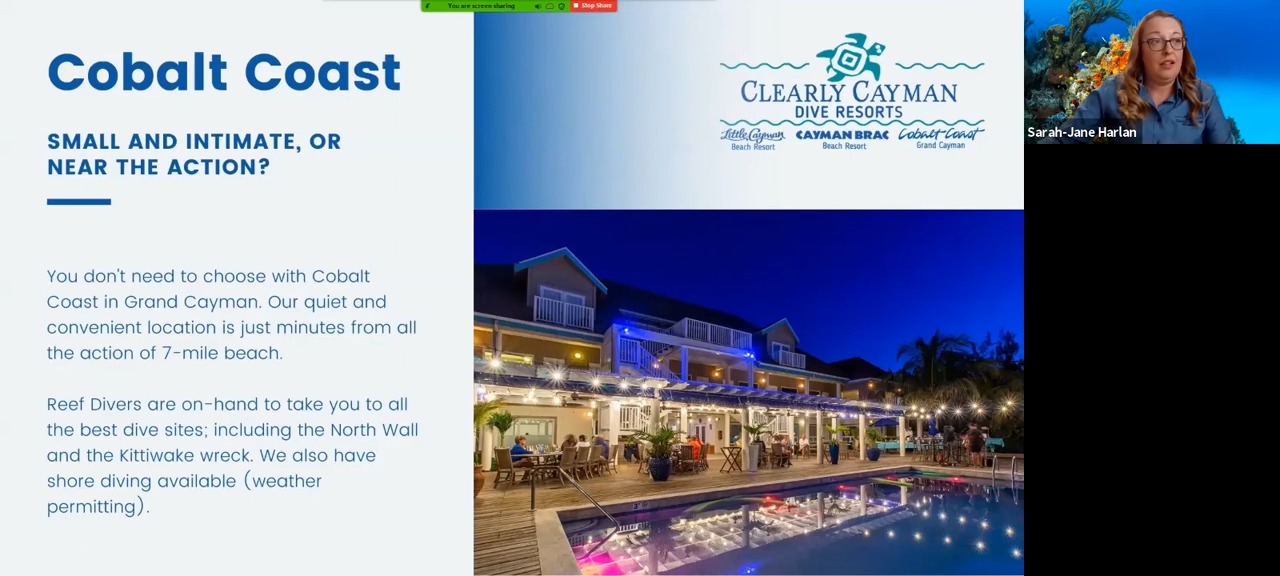 You are screen sharing
Stop Share
Cobalt Coast
SMALL AND INTIMATE, OR
NEAR THE ACTION?
You don't need to choose with Cobalt
Coast in Grand Cayman. Our quiet and
convenient location is just minutes from all
the action of 7-mile beach.
Reef Divers are on-hand to take you to all
the best dive sites; including the North Wall
and the Kittiwake wreck. We also have
shore diving available (weather
permitting).
CLEARLY CAYMAN
DIVE RESORTS
Little Cayman CAYMAN BRAC Cobalt Coast
Beach Resort Beach Resort Grand Cayman
Sarah-Jane Harlan